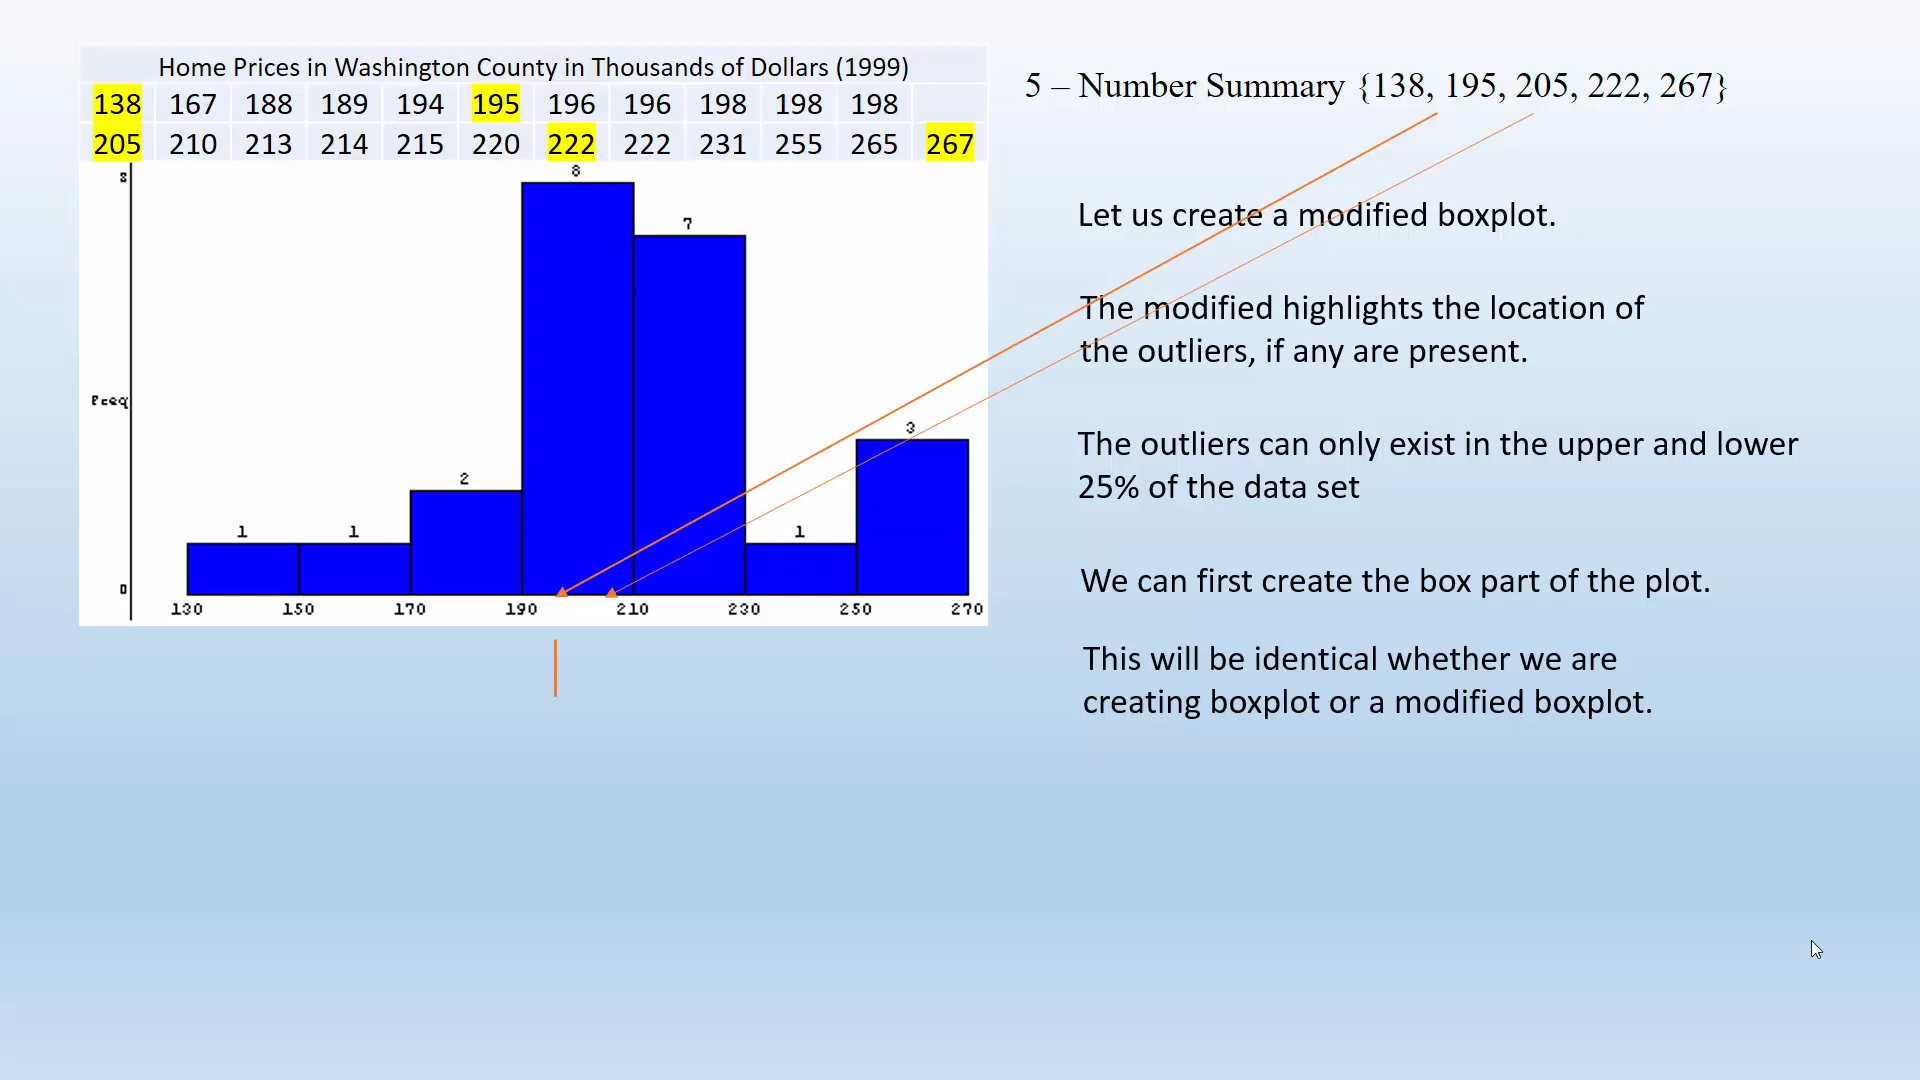 Home Prices in Washington County in Thousands of Dollars (1999)
138 167 188 189 194 195 196 196 198 198 198
205 210 213 214 215 220 222 222 231 255 265 267
5 – Number Summary {138, 195, 205, 222, 267}
8
8
7
Freq
3
2
1
1
1
0
130 150 170 190 210 230 250 270
Let us create a modified boxplot.
The modified highlights the location of
the outliers, if any are present.
The outliers can only exist in the upper and lower
25% of the data set
We can first create the box part of the plot.
This will be identical whether we are
creating boxplot or a modified boxplot.